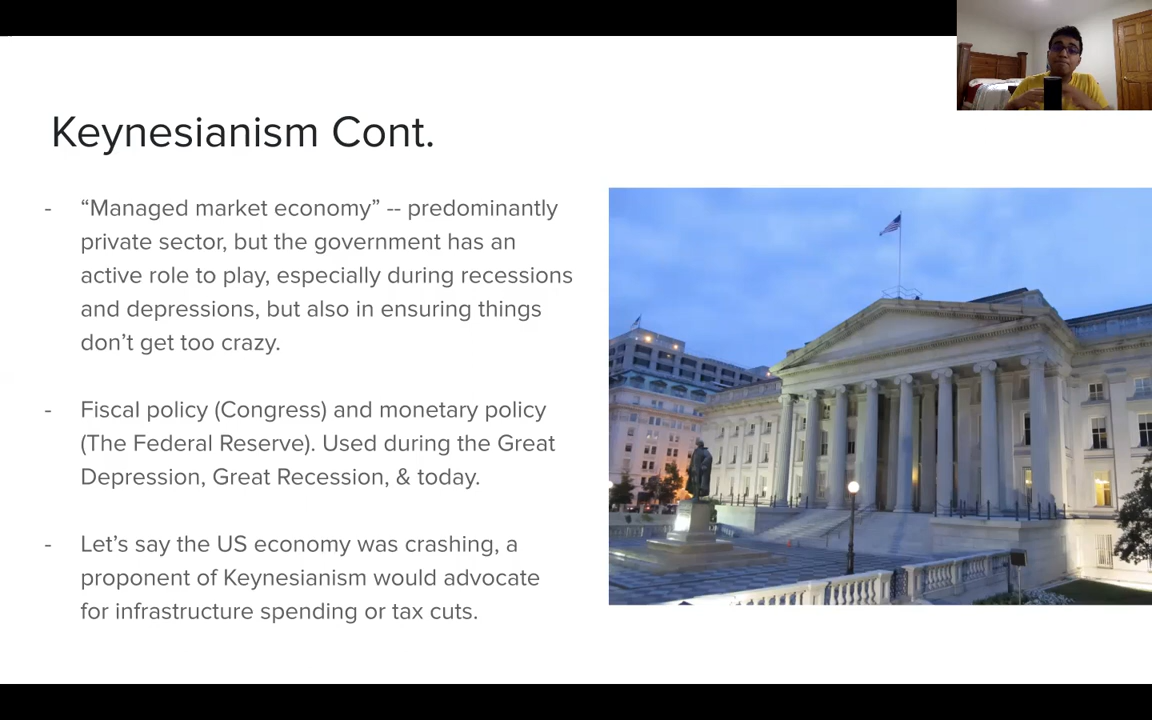 Keynesianism Cont.
- “Managed market economy” -- predominantly
private sector, but the government has an
active role to play, especially during recessions
and depressions, but also in ensuring things
don’t get too crazy.
- Fiscal policy (Congress) and monetary policy
(The Federal Reserve). Used during the Great
Depression, Great Recession, & today.
- Let’s say the US economy was crashing, a
proponent of Keynesianism would advocate
for infrastructure spending or tax cuts.